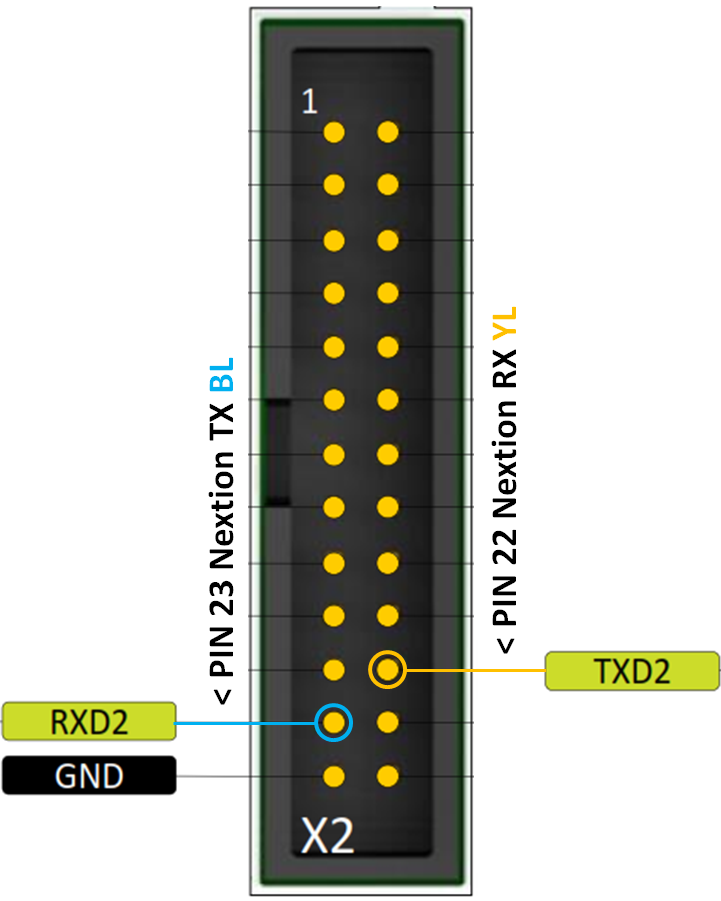 1
< PIN 23 Nextion TX BL
< PIN 22 Nextion RX YL
TXD2
RXD2
GND
X2